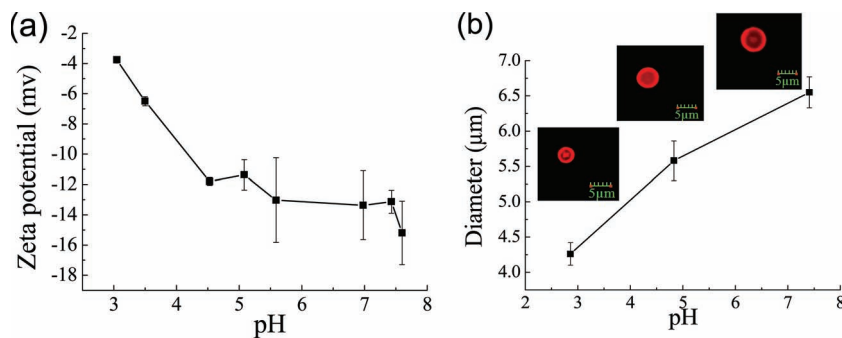 (a)
Zeta potential (mv)
-2
-4
-6
-8
-10
-12
-14
-16
-18
3 4 5 6 7 8
pH
(b)
Diameter (μm)
7.0
6.5
6.0
5.5
5.0
4.5
4.0
5μm
5μm
5μm
2 3 4 5 6 7 8
pH